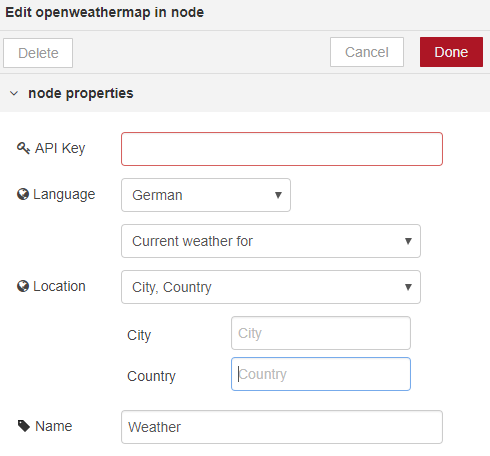 Edit openweathermap in node
Delete
Cancel
Done
node properties
API Key
Language
German
Current weather for
Location
City, Country
City
City
Country
Country
Name
Weather